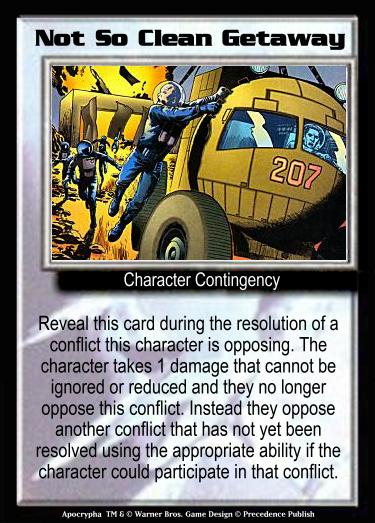 Not So Clean Getaway
207
Character Contingency
Reveal this card during the resolution of a
conflict this character is opposing. The
character takes 1 damage that cannot be
ignored or reduced and they no longer
oppose this conflict. Instead they oppose
another conflict that has not yet been
resolved using the appropriate ability if the
character could participate in that conflict.
Apocrypha TM & © Warner Bros. Game Design © Precedence Publish